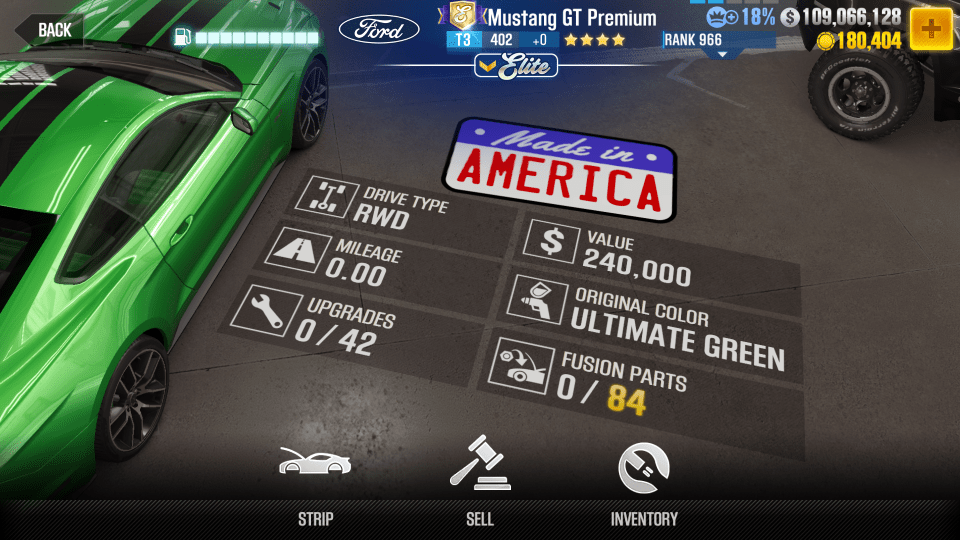 BACK
Ford
Mustang GT Premium
18%
109,066,128
T3 402 +0
RANK 966
180,404
Elite
Made in
AMERICA
DRIVE TYPE
RWD
VALUE
240,000
MILEAGE
0.00
ORIGINAL COLOR
ULTIMATE GREEN
UPGRADES
0 / 42
FUSION PARTS
0 / 84
STRIP
SELL
INVENTORY